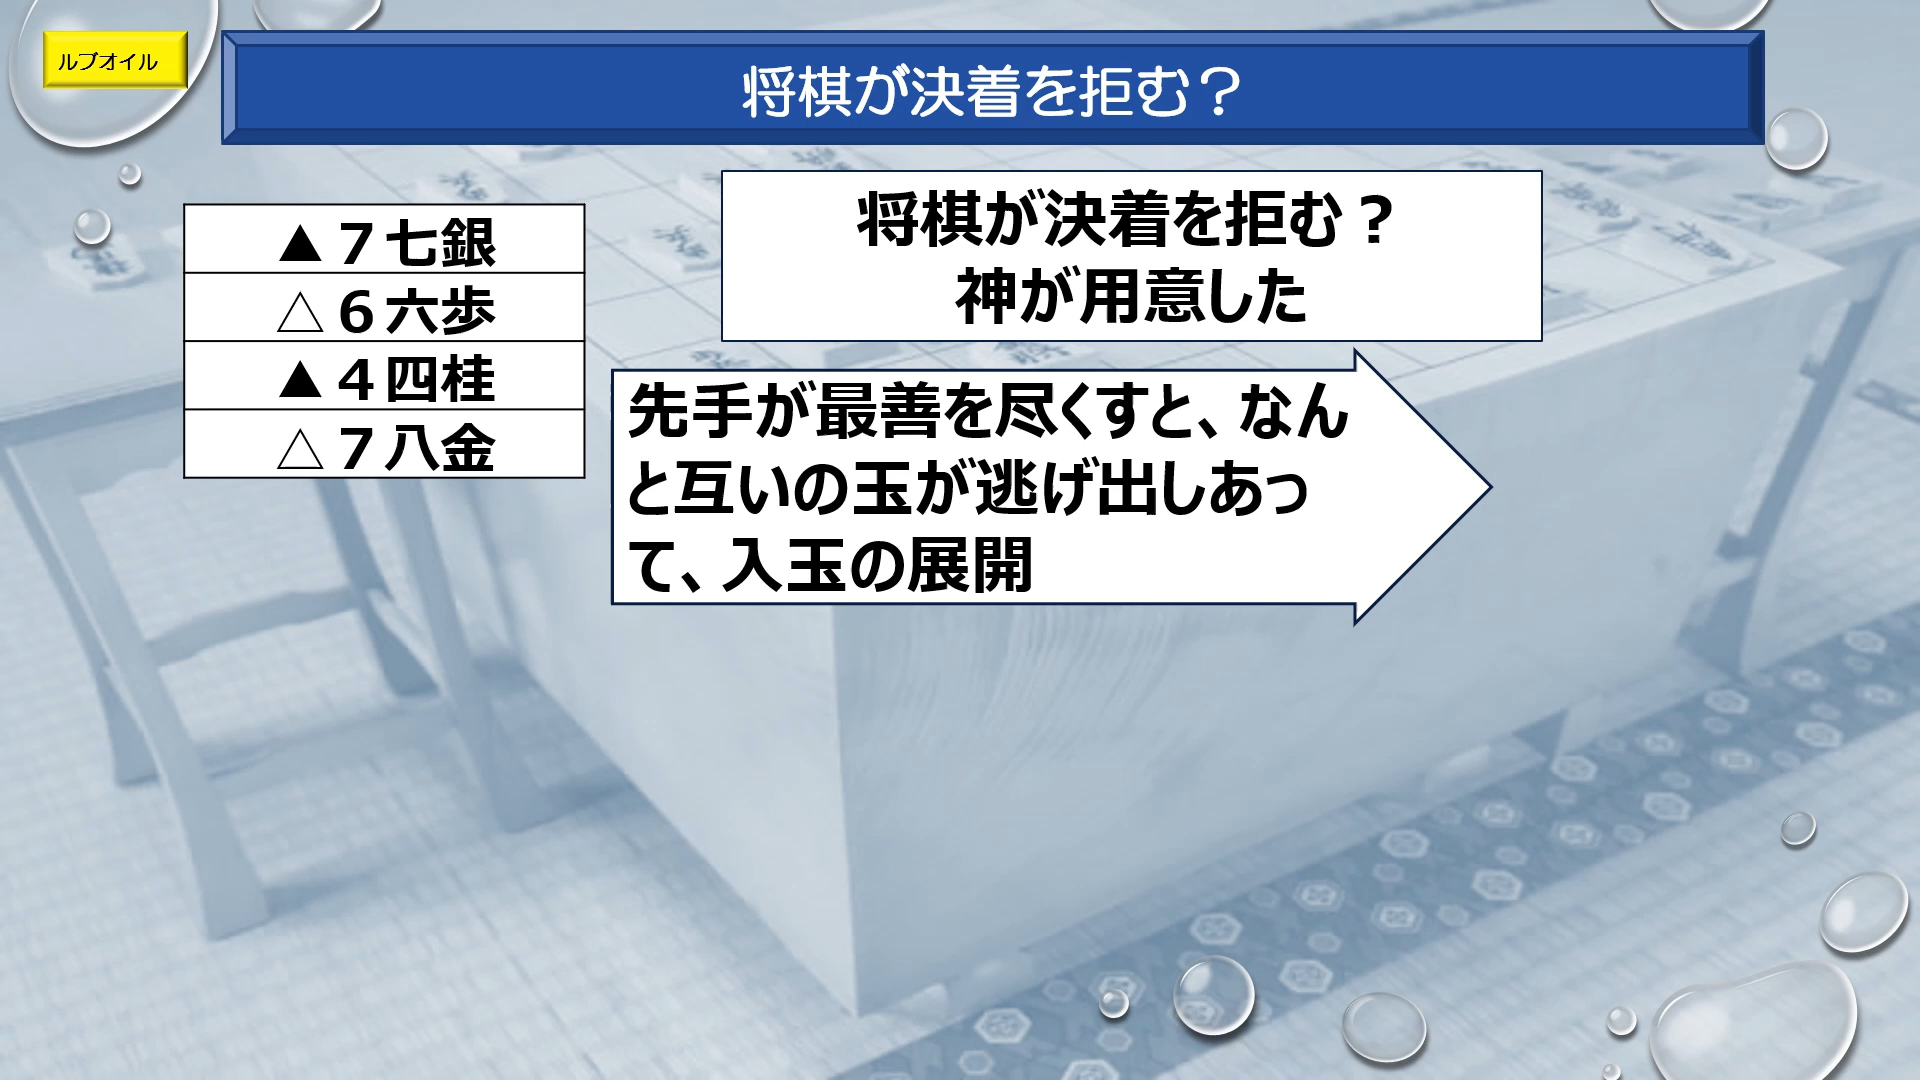 ルブオイル
将棋が決着を拒む？
▲７七銀
△６六歩
▲４四桂
△７八金
将棋が決着を拒む？
神が用意した
先手が最善を尽くすと、なん
と互いの玉が逃げ出しあっ
て、入玉の展開